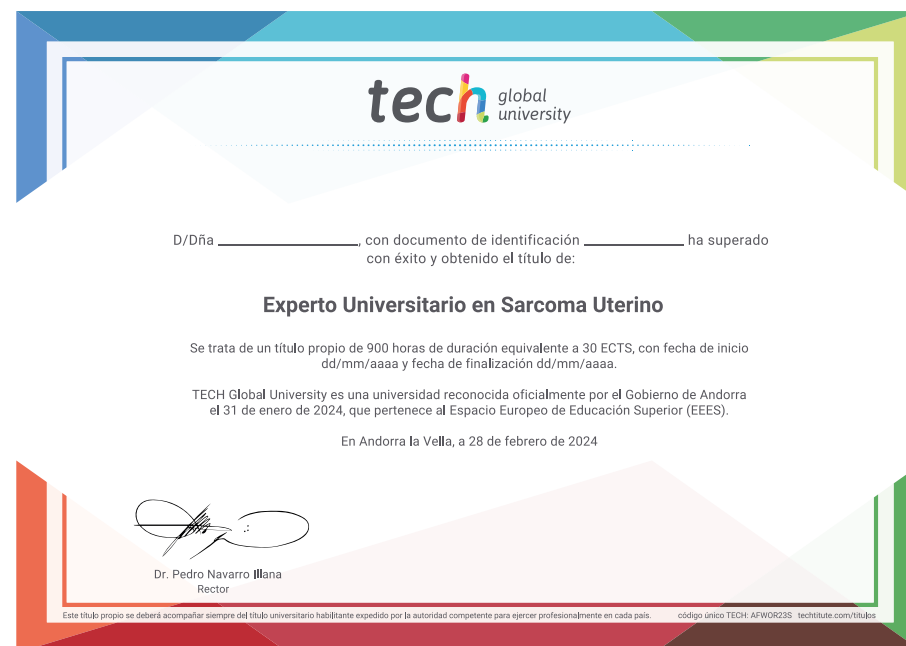 tech global university
D/Dña ____________________, con documento de identificación ______________ ha superado
con éxito y obtenido el título de:
Experto Universitario en Sarcoma Uterino
Se trata de un título propio de 900 horas de duración equivalente a 30 ECTS, con fecha de inicio
dd/mm/aaaa y fecha de finalización dd/mm/aaaa.
TECH Global University es una universidad reconocida oficialmente por el Gobierno de Andorra
el 31 de enero de 2024, que pertenece al Espacio Europeo de Educación Superior (EEES).
En Andorra la Vella, a 28 de febrero de 2024
Dr. Pedro Navarro Illana
Rector
Este título propio se deberá acompañar siempre del título universitario habilitante expedido por la autoridad competente para ejercer profesionalmente en cada país. código único TECH: AFWOR23S techtitute.com/titulos